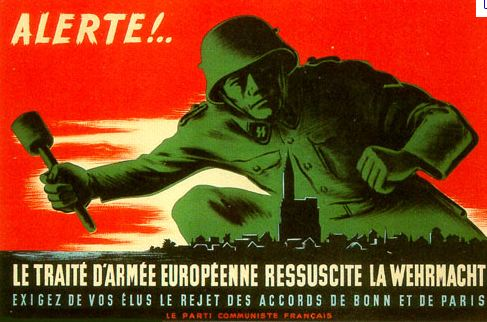 ALERTE!..
LE TRAITÉ D'ARMÉE EUROPÉENNE RESSUSCITE LA WEHRMACHT
EXIGEZ DE VOS ÉLUS LE REJET DES ACCORDS DE BONN ET DE PARIS
LE PARTI COMMUNISTE FRANÇAIS